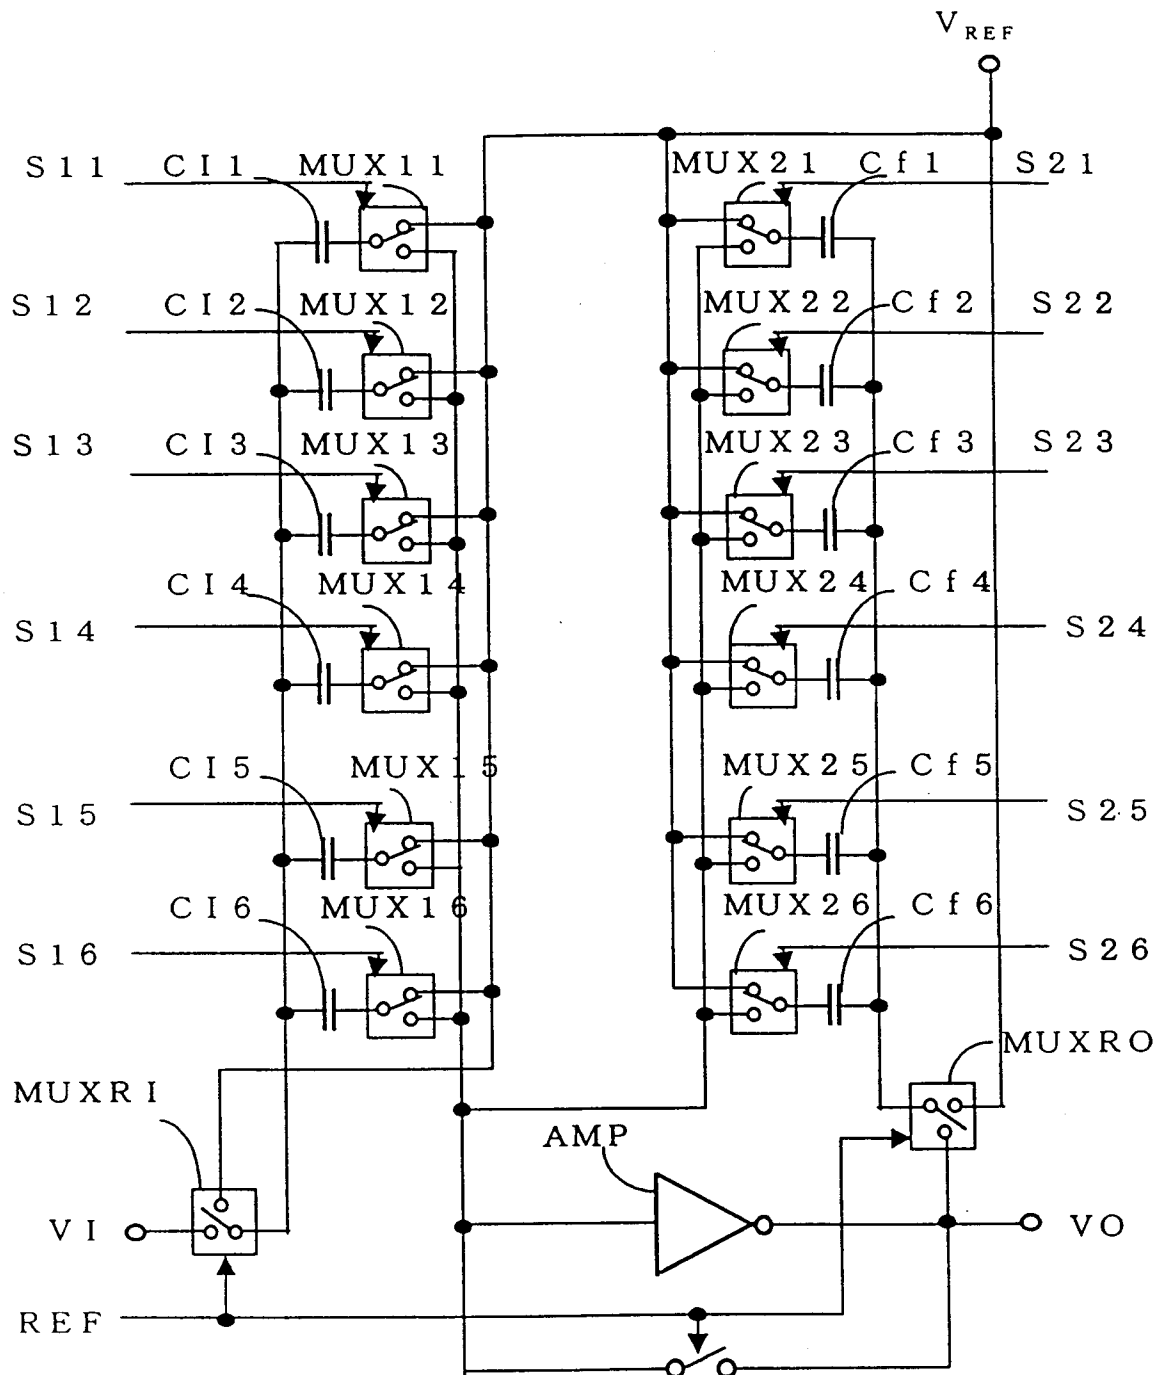 V REF
S11 CI1 MUX11 MUX21 Cf1 S21
S12 CI2 MUX12 MUX22 Cf2 S22
S13 CI3 MUX13 MUX23 Cf3 S23
S14 CI4 MUX14 MUX24 Cf4 S24
S15 CI5 MUX15 MUX25 Cf5 S25
S16 CI6 MUX16 MUX26 Cf6 S26
MUXRI MUXRO
AMP
VI VO
REF